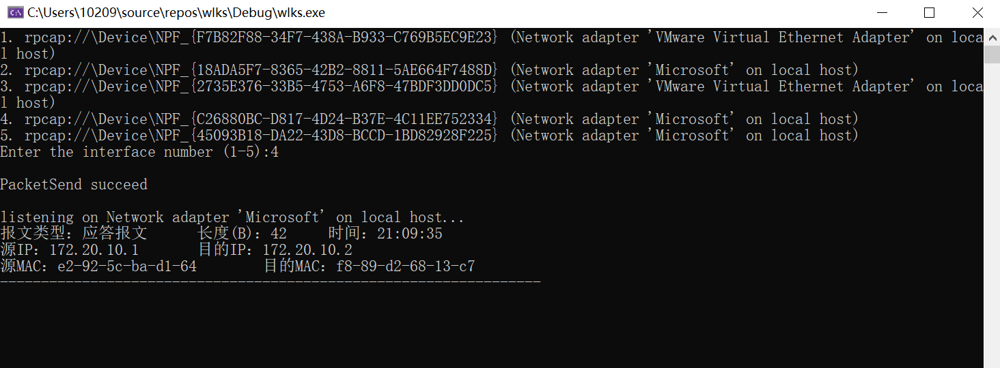 C:\Users\10209\source\repos\wlks\Debug\wlks.exe
1. rpcap://\Device\NPF_{F7B82F88-34F7-438A-B933-C769B5EC9E23} (Network adapter 'VMware Virtual Ethernet Adapter' on loca
l host)
2. rpcap://\Device\NPF_{18ADA5F7-8365-42B2-8811-5AE664F7488D} (Network adapter 'Microsoft' on local host)
3. rpcap://\Device\NPF_{2735E376-33B5-4753-A6F8-47BDF3DD0DC5} (Network adapter 'VMware Virtual Ethernet Adapter' on loca
l host)
4. rpcap://\Device\NPF_{C26880BC-D817-4D24-B37E-4C11EE752334} (Network adapter 'Microsoft' on local host)
5. rpcap://\Device\NPF_{45093B18-DA22-43D8-BCCD-1BD82928F225} (Network adapter 'Microsoft' on local host)
Enter the interface number (1-5):4
PacketSend succeed
listening on Network adapter 'Microsoft' on local host...
报文类型: 应答报文      长度(B): 42     时间: 21:09:35
源IP: 172.20.10.1       目的IP: 172.20.10.2
源MAC: e2-92-5c-ba-d1-64        目的MAC: f8-89-d2-68-13-c7
------------------------------------------------------------------